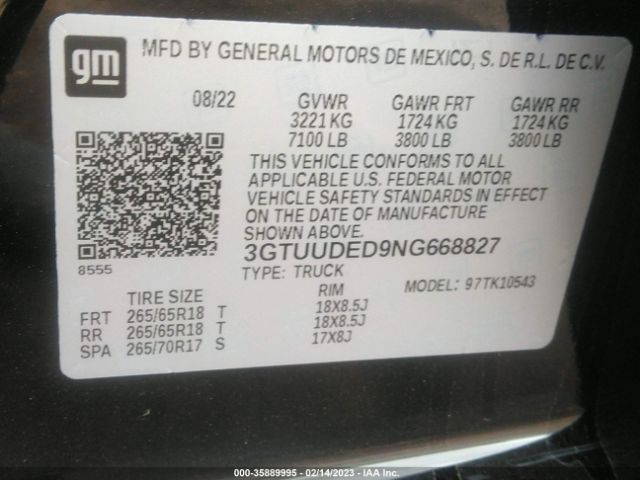 gm
MFD BY GENERAL MOTORS DE MEXICO, S. DE R.L. DE C.V.
08/22 GVWR GAWR FRT GAWR RR
3221 KG 1724 KG 1724 KG
7100 LB 3800 LB 3800 LB
THIS VEHICLE CONFORMS TO ALL
APPLICABLE U.S. FEDERAL MOTOR
VEHICLE SAFETY STANDARDS IN EFFECT
ON THE DATE OF MANUFACTURE
SHOWN ABOVE.
3GTUUDED9NG668827
8555
TYPE: TRUCK MODEL: 97TK10543
TIRE SIZE RIM
FRT 265/65R18 T 18X8.5J
RR 265/65R18 T 18X8.5J
SPA 265/70R17 S 17X8J
000-35889995 - 02/14/2023 - IAA Inc.